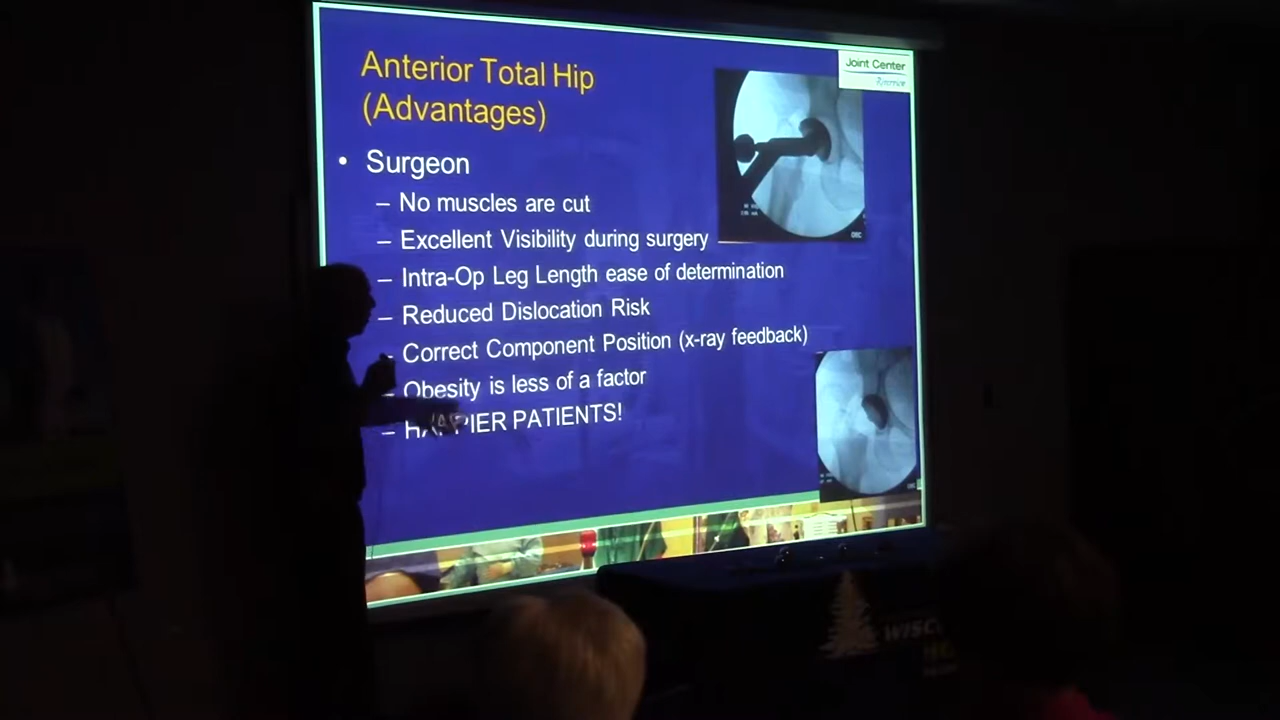 Anterior Total Hip
(Advantages)
Joint Center
• Surgeon
– No muscles are cut
– Excellent Visibility during surgery
– Intra-Op Leg Length ease of determination
– Reduced Dislocation Risk
– Correct Component Position (x-ray feedback)
– Obesity is less of a factor
– HAPPIER PATIENTS!